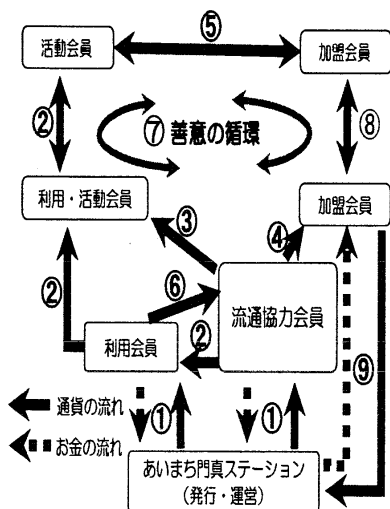 ⑤
活動会員
加盟会員
②
⑦善意の循環
⑧
利用・活動会員
加盟会員
③
④
②
⑥
流通協力会員
利用会員
②
⑨
通貨の流れ
①
①
お金の流れ
あいまち門真ステーション
(発行・運営)